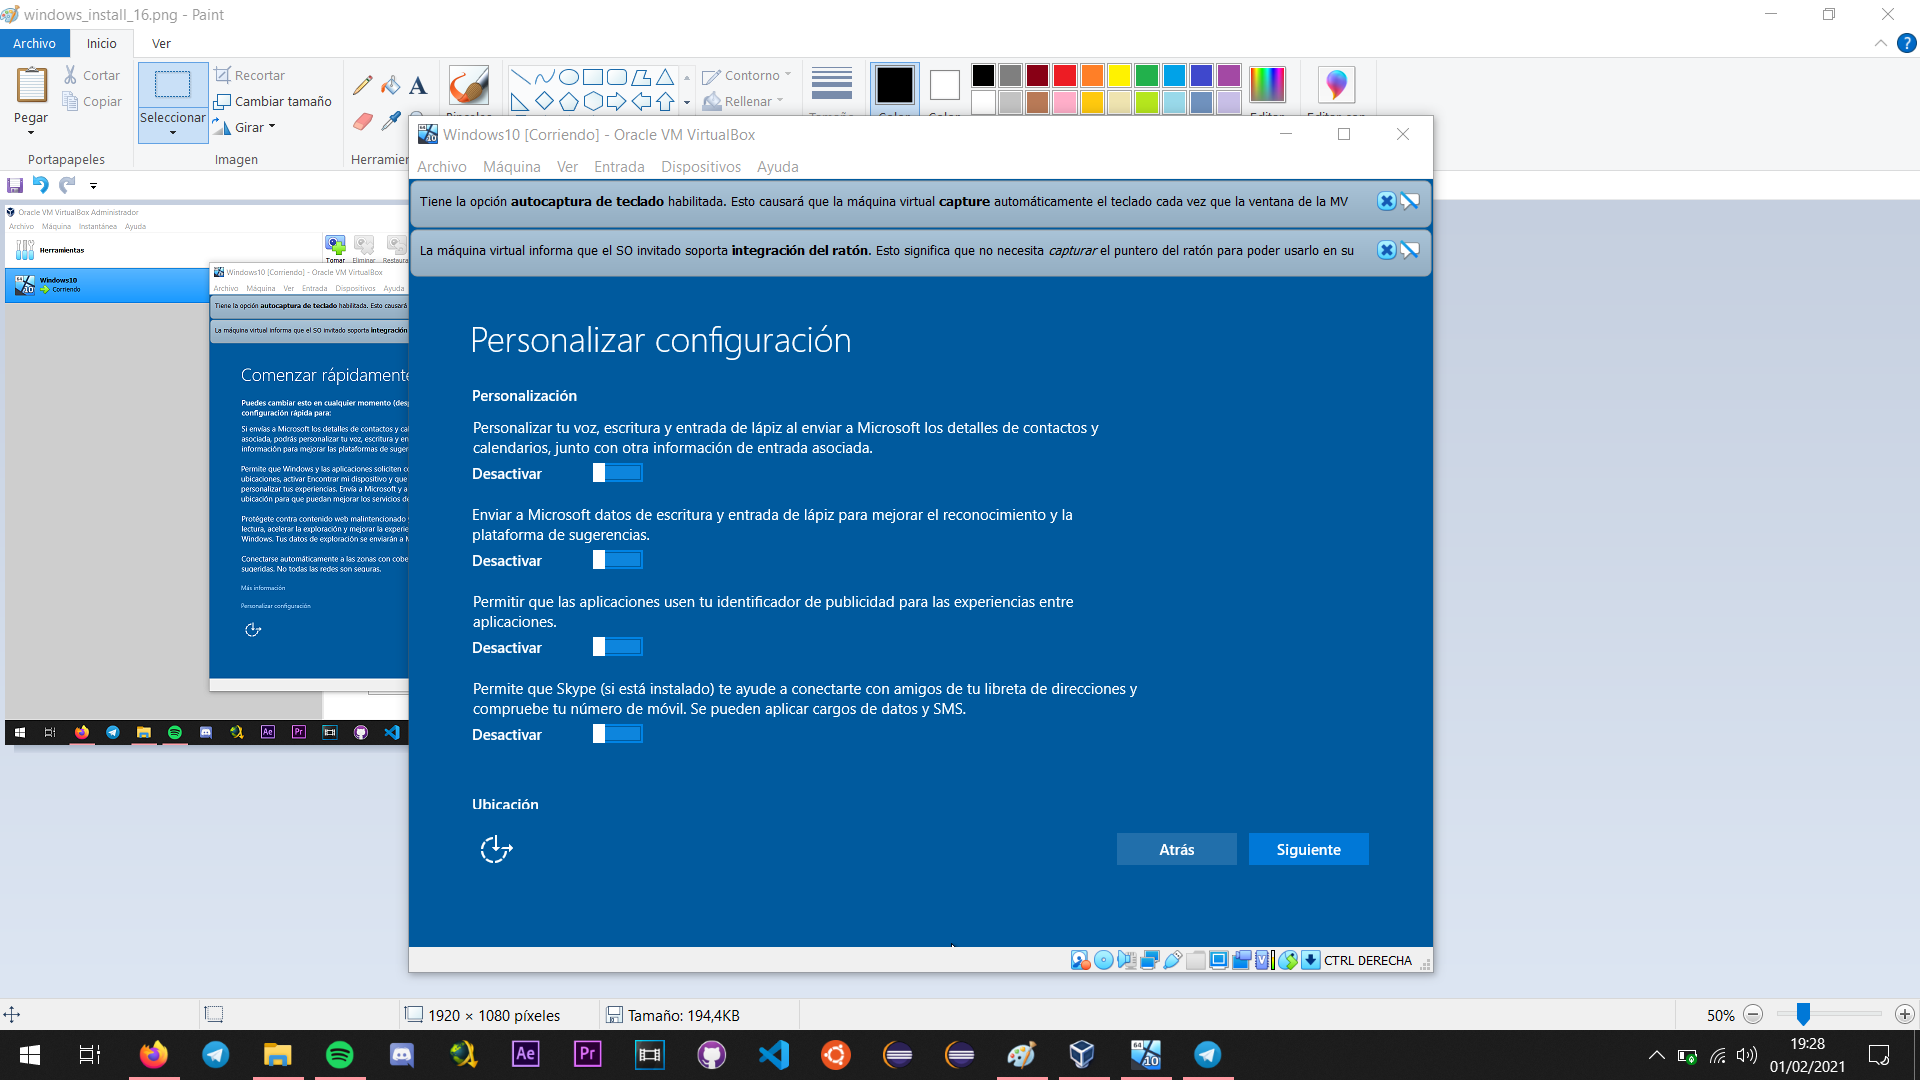 windows_install_16.png - Paint
Archivo
Inicio
Ver
Pegar
Cortar
Copiar
Portapapeles
Seleccionar
Recortar
Cambiar tamaño
Girar
Imagen
A
Contorno
Rellenar
Oracle VM VirtualBox Administrador
Archivo Máquina Instantánea Ayuda
Herramientas
Tomar Eliminar
Windows10
Corriendo
Windows10 [Corriendo] - Oracle VM VirtualBox
Archivo Máquina Ver Entrada Dispositivos Ayuda
Tiene la opción autocaptura de teclado habilitada. Esto causará
La máquina virtual informa que el SO invitado soporta integración
Comenzar rápidamente
Puedes cambiar esto en cualquier momento
configuración rápida para:
Si envías a Microsoft los detalles de contactos y
asociada, podrás personalizar tu voz, escritura y
información para mejorar las plataformas de
Permite que Windows y las aplicaciones soliciten
ubicaciones, activar Encontrar mi dispositivo y que
personalizar tus experiencias. Envía a Microsoft y a
ubicación para que puedan mejorar los servicios
Protégete contra contenido web malintencionado
lectura, acelerar la exploración y mejorar la
Windows. Tus datos de exploración se enviarán a
Conectarse automáticamente a las zonas con
sugeridas. No todas las redes son seguras.
Más información
Personalizar configuración
Windows10 [Corriendo] - Oracle VM VirtualBox
Archivo Máquina Ver Entrada Dispositivos Ayuda
Tiene la opción autocaptura de teclado habilitada. Esto causará que la máquina virtual capture automáticamente el teclado cada vez que la ventana de la MV
La máquina virtual informa que el SO invitado soporta integración del ratón. Esto significa que no necesita capturar el puntero del ratón para poder usarlo en su
Personalizar configuración
Personalización
Personalizar tu voz, escritura y entrada de lápiz al enviar a Microsoft los detalles de contactos y
calendarios, junto con otra información de entrada asociada.
Desactivar
Enviar a Microsoft datos de escritura y entrada de lápiz para mejorar el reconocimiento y la
plataforma de sugerencias.
Desactivar
Permitir que las aplicaciones usen tu identificador de publicidad para las experiencias entre
aplicaciones.
Desactivar
Permite que Skype (si está instalado) te ayude a conectarte con amigos de tu libreta de direcciones y
compruebe tu número de móvil. Se pueden aplicar cargos de datos y SMS.
Desactivar
Ubicación
Atrás
Siguiente
CTRL DERECHA
1920 × 1080 píxeles
Tamaño: 194,4KB
50%
Ae
Pr
64
10
19:28
01/02/2021